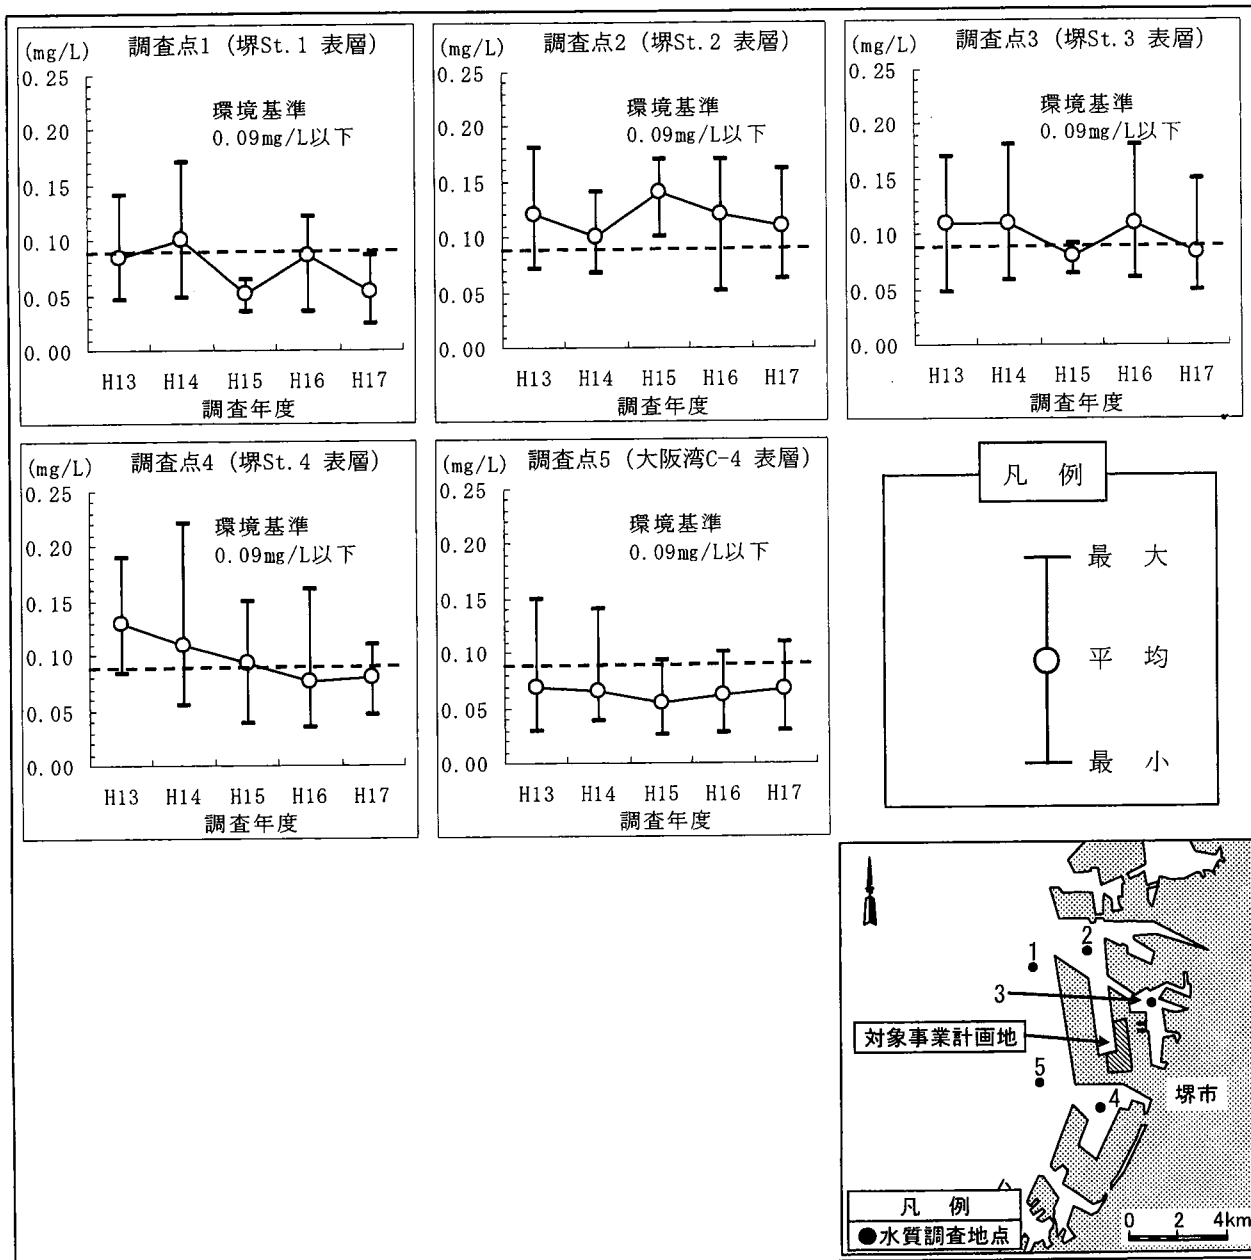 (mg/L) 調査点1 (堺St.1 表層)
0.25
0.20
0.15
0.10
0.05
0.00
環境基準
0.09mg/L以下
H13 H14 H15 H16 H17
調査年度
(mg/L) 調査点2 (堺St.2 表層)
0.25
0.20
0.15
0.10
0.05
0.00
環境基準
0.09mg/L以下
H13 H14 H15 H16 H17
調査年度
(mg/L) 調査点3 (堺St.3 表層)
0.25
0.20
0.15
0.10
0.05
0.00
環境基準
0.09mg/L以下
H13 H14 H15 H16 H17
調査年度
(mg/L) 調査点4 (堺St.4 表層)
0.25
0.20
0.15
0.10
0.05
0.00
環境基準
0.09mg/L以下
H13 H14 H15 H16 H17
調査年度
(mg/L) 調査点5 (大阪湾C-4 表層)
0.25
0.20
0.15
0.10
0.05
0.00
環境基準
0.09mg/L以下
H13 H14 H15 H16 H17
調査年度
凡 例
最 大
平 均
最 小
2
1
3
対象事業計画地
5
4
堺市
凡 例
●水質調査地点
0 2 4km